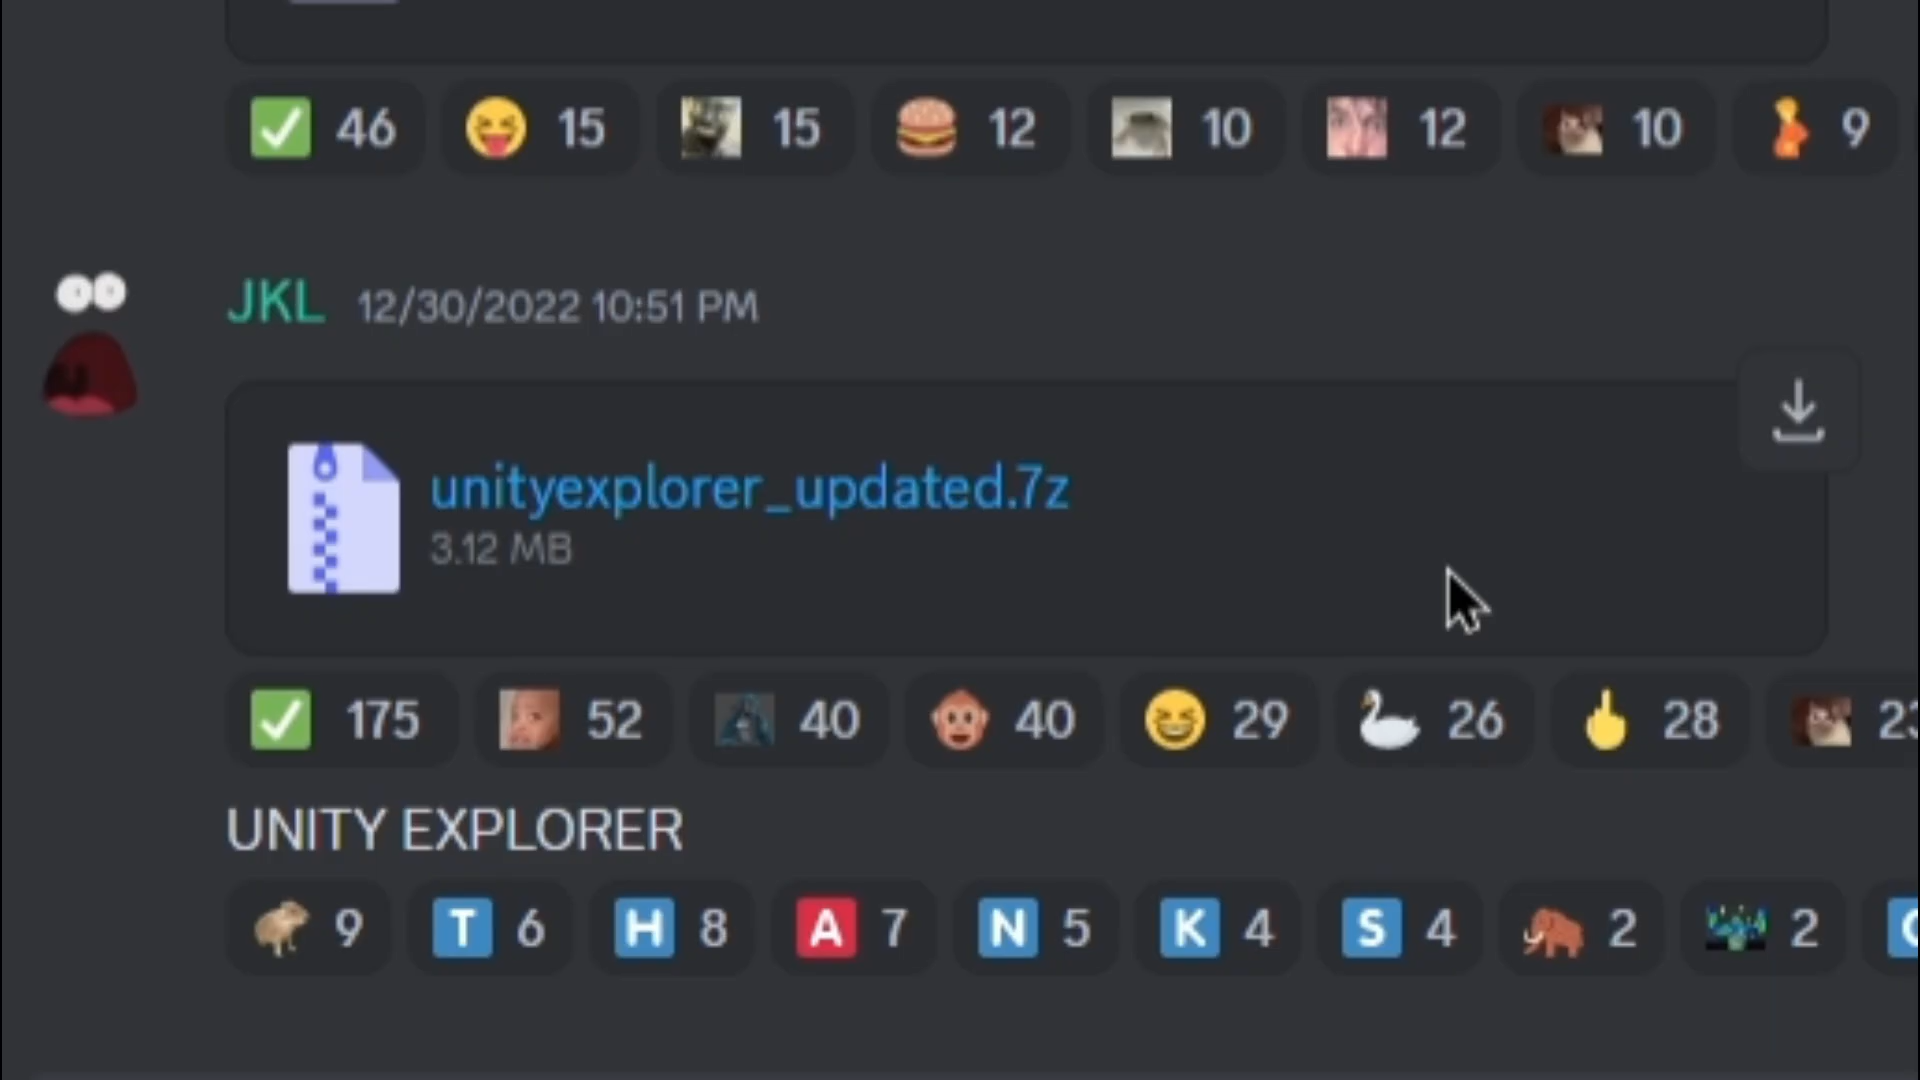 46 15 15 12 10 12 10 9
JKL 12/30/2022 10:51 PM
unityexplorer_updated.7z
3.12 MB
175 52 40 40 29 26 28
UNITY EXPLORER
9 T 6 H 8 A 7 N 5 K 4 S 4 2 2